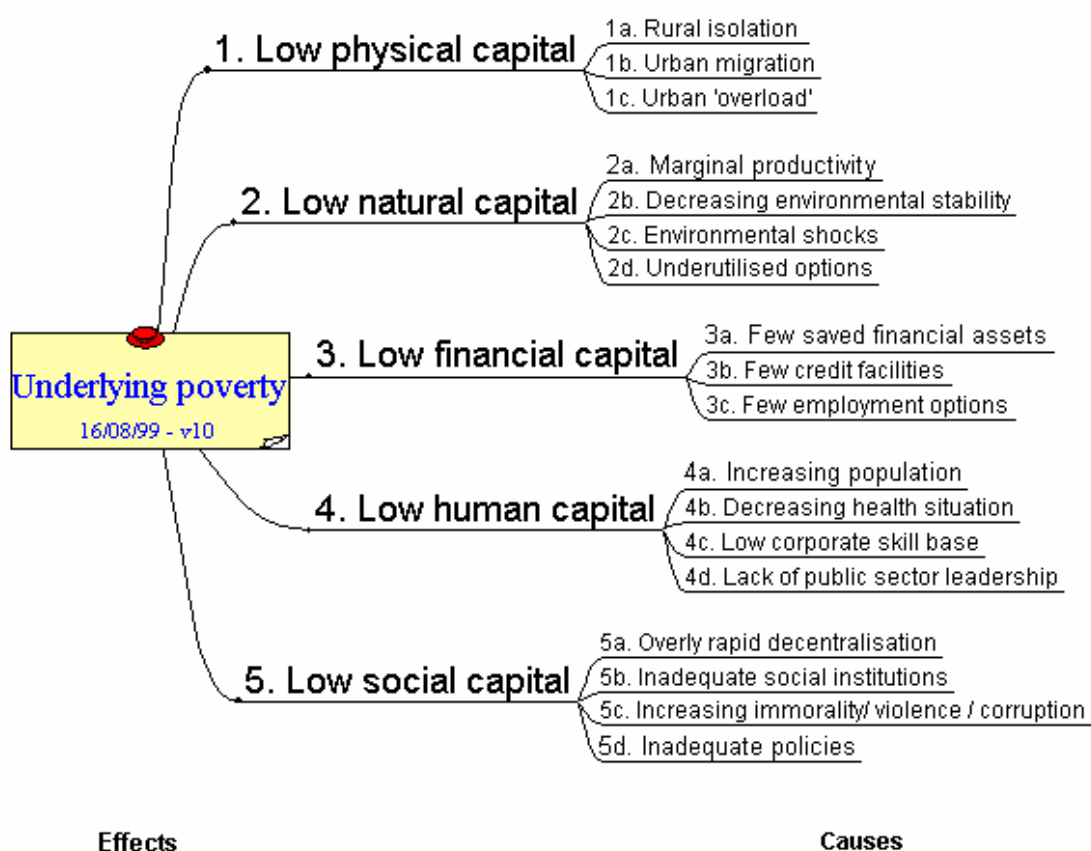 1. Low physical capital
1a. Rural isolation
1b. Urban migration
1c. Urban 'overload'
2. Low natural capital
2a. Marginal productivity
2b. Decreasing environmental stability
2c. Environmental shocks
2d. Underutilised options
Underlying poverty
16/08/99 - v10
3. Low financial capital
3a. Few saved financial assets
3b. Few credit facilities
3c. Few employment options
4. Low human capital
4a. Increasing population
4b. Decreasing health situation
4c. Low corporate skill base
4d. Lack of public sector leadership
5. Low social capital
5a. Overly rapid decentralisation
5b. Inadequate social institutions
5c. Increasing immorality/ violence / corruption
5d. Inadequate policies
Effects
Causes